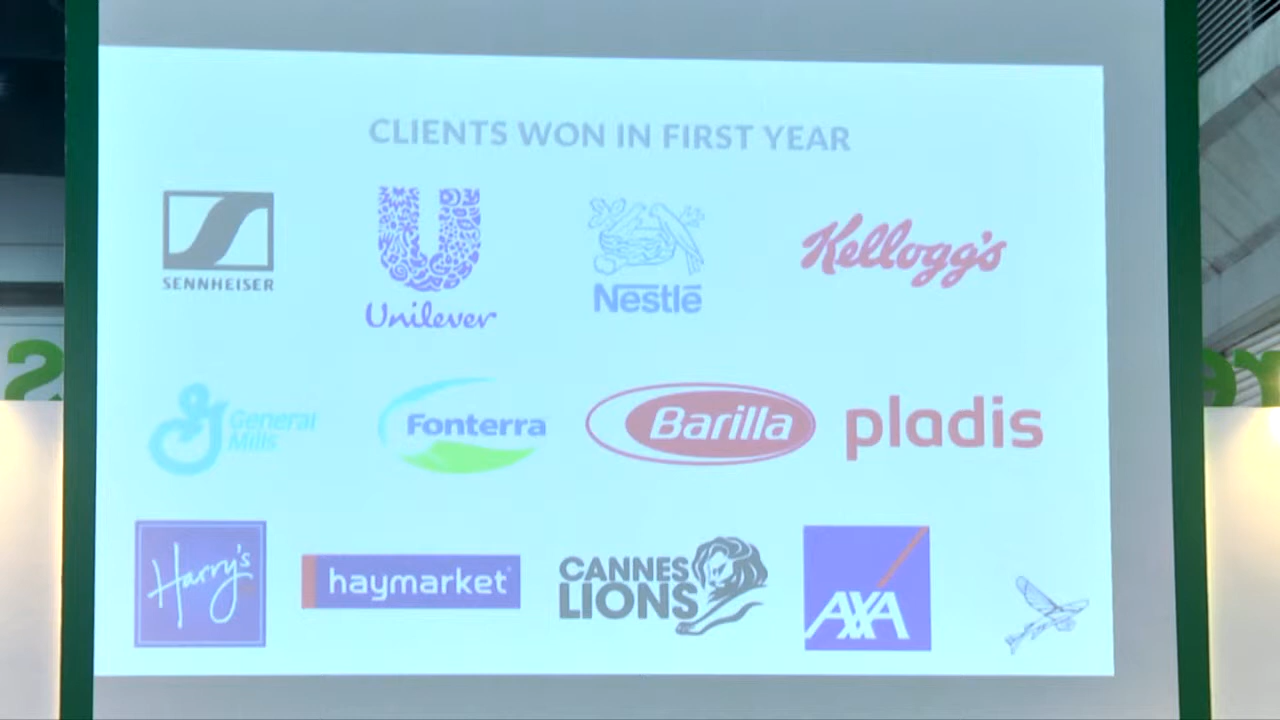 CLIENTS WON IN FIRST YEAR
SENNHEISER
Unilever
Nestlé
Kellogg's
General
Mills
Fonterra
Barilla
pladis
Harry's
haymarket
CANNES
LIONS
AXA
S
re